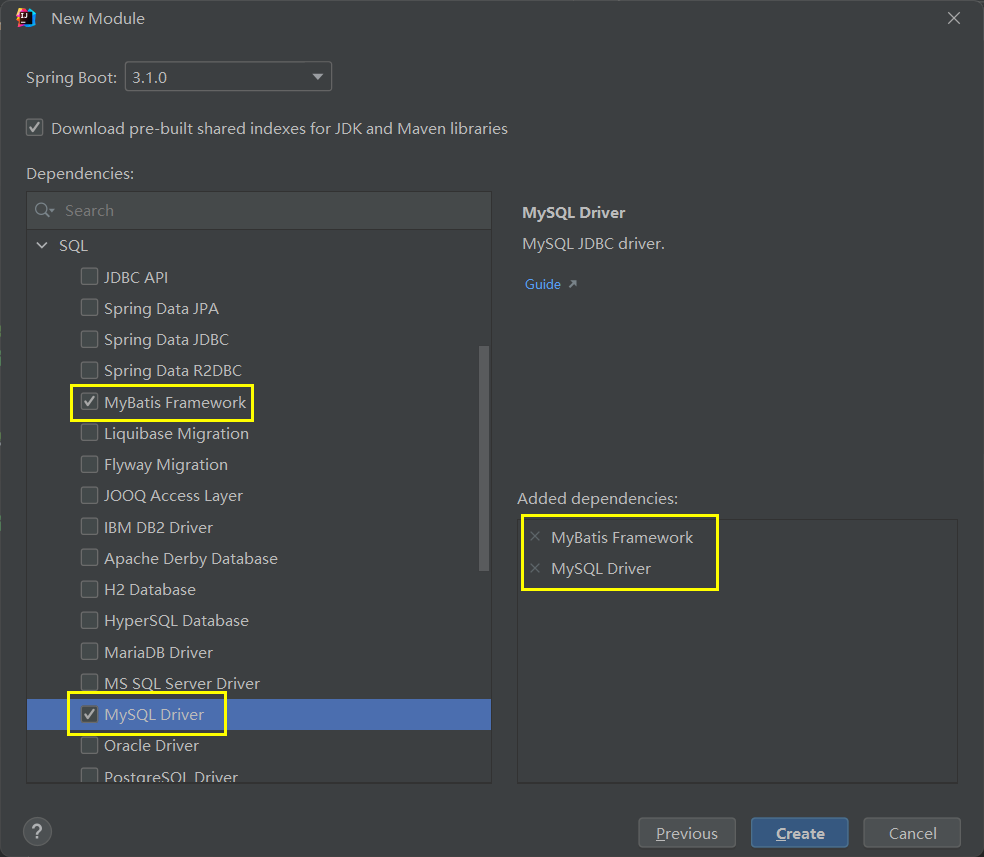 New Module
Spring Boot: 3.1.0
Download pre-built shared indexes for JDK and Maven libraries
Dependencies:
Search
SQL
JDBC API
Spring Data JPA
Spring Data JDBC
Spring Data R2DBC
MyBatis Framework
Liquibase Migration
Flyway Migration
JOOQ Access Layer
IBM DB2 Driver
Apache Derby Database
H2 Database
HyperSQL Database
MariaDB Driver
MS SQL Server Driver
MySQL Driver
Oracle Driver
PostgreSQL Driver
MySQL Driver
MySQL JDBC driver.
Guide
Added dependencies:
MyBatis Framework
MySQL Driver
?
Previous
Create
Cancel